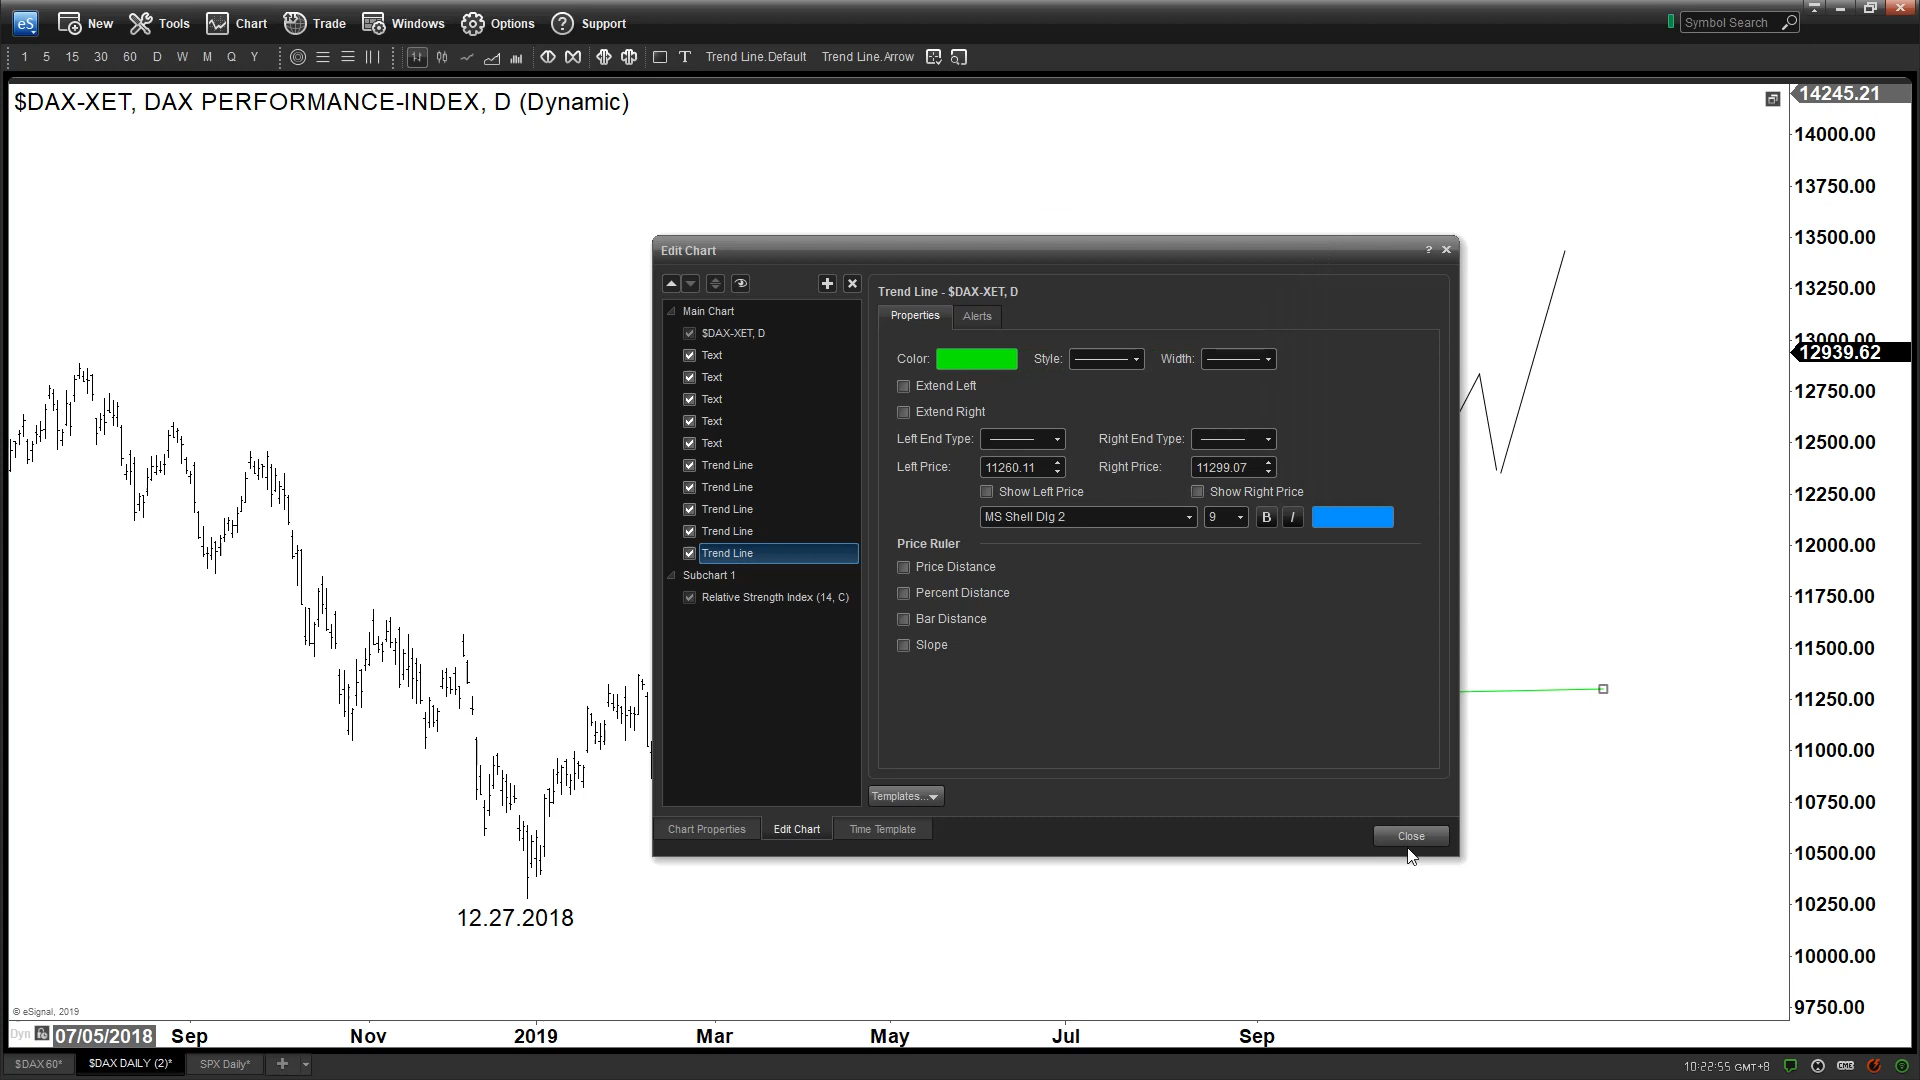 eS New Tools Chart Trade Windows Options Support Symbol Search
1 5 15 30 60 D W M Q Y T Trend Line.Default Trend Line.Arrow
$DAX-XET, DAX PERFORMANCE-INDEX, D (Dynamic)
14245.21
14000.00
13750.00
13500.00
13250.00
13000.00
12939.62
12750.00
12500.00
12250.00
12000.00
11750.00
11500.00
11250.00
11000.00
10750.00
10500.00
10250.00
10000.00
9750.00
Edit Chart ?
Main Chart
$DAX-XET, D
Text
Text
Text
Text
Text
Trend Line
Trend Line
Trend Line
Trend Line
Trend Line
Subchart 1
Relative Strength Index (14, C)
Trend Line - $DAX-XET, D
Properties Alerts
Color: Style: Width:
Extend Left
Extend Right
Left End Type: Right End Type:
Left Price: 11260.11 Right Price: 11299.07
Show Left Price Show Right Price
MS Shell Dlg 2 9 B I
Price Ruler
Price Distance
Percent Distance
Bar Distance
Slope
Templates...
Chart Properties Edit Chart Time Template Close
12.27.2018
© eSignal, 2019
Dyn 07/05/2018 Sep Nov 2019 Mar May Jul Sep
$DAX 60* $DAX DAILY (2)* SPX Daily* 10:22:55 GMT+8 CME